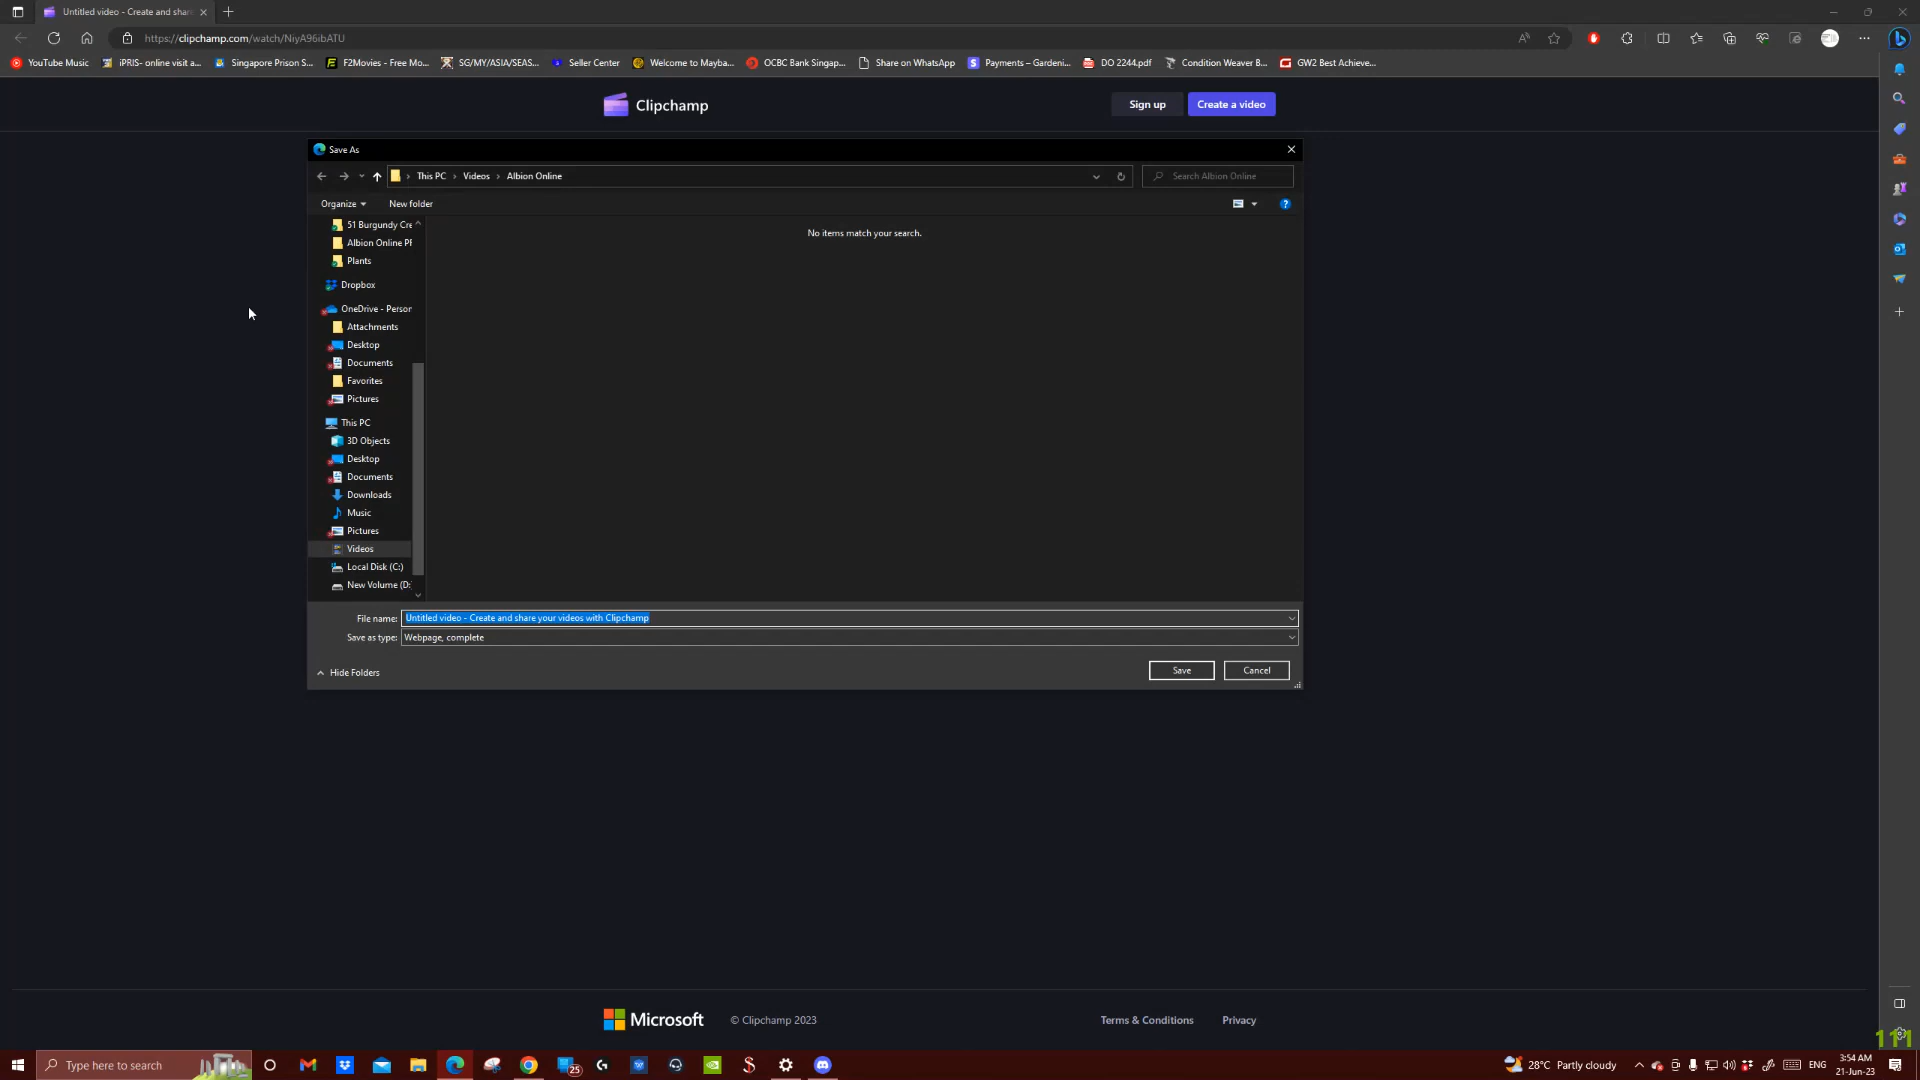 Untitled video - Create and shar
https://clipchamp.com/watch/NiyA96ibATU
YouTube Music iPRIS- online visit a... Singapore Prison S... F2Movies - Free Mo... SG/MY/ASIA/SEAS... Seller Center Welcome to Mayba... OCBC Bank Singap... Share on WhatsApp Payments – Gardeni... DO 2244.pdf Condition Weaver B... GW2 Best Achieve...
Clipchamp Sign up Create a video
Save As
This PC Videos Albion Online Search Albion Online
Organize New folder
51 Burgundy Cre
No items match your search.
Albion Online PF
Plants
Dropbox
OneDrive - Person
Attachments
Desktop
Documents
Favorites
Pictures
This PC
3D Objects
Desktop
Documents
Downloads
Music
Pictures
Videos
Local Disk (C:)
New Volume (D:
File name: Untitled video - Create and share your videos with Clipchamp
Save as type: Webpage, complete
Hide Folders Save Cancel
Microsoft © Clipchamp 2023 Terms & Conditions Privacy
111
Type here to search 25 28°C Partly cloudy ENG 3:54 AM
21-Jun-23